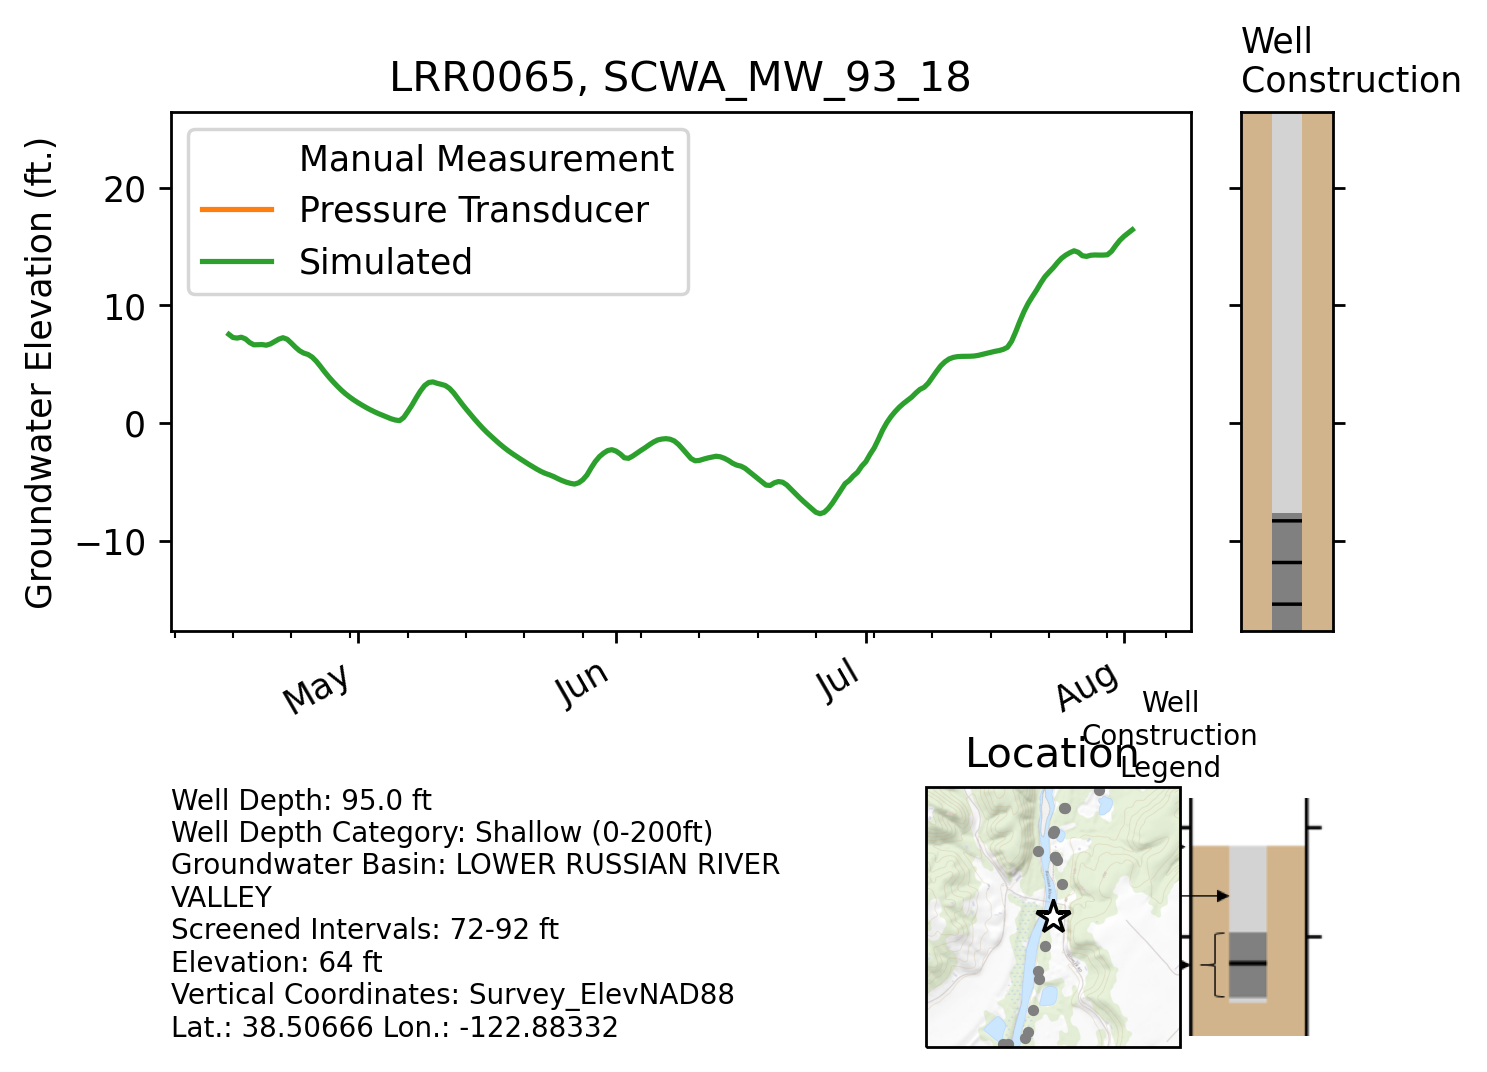 Well
Construction
LRR0065, SCWA_MW_93_18
Groundwater Elevation (ft.)
20
10
0
−10
Manual Measurement
Pressure Transducer
Simulated
May
Jun
Jul
Aug
Well
Construction
Legend
Location
Well Depth: 95.0 ft
Well Depth Category: Shallow (0-200ft)
Groundwater Basin: LOWER RUSSIAN RIVER
VALLEY
Screened Intervals: 72-92 ft
Elevation: 64 ft
Vertical Coordinates: Survey_ElevNAD88
Lat.: 38.50666 Lon.: -122.88332